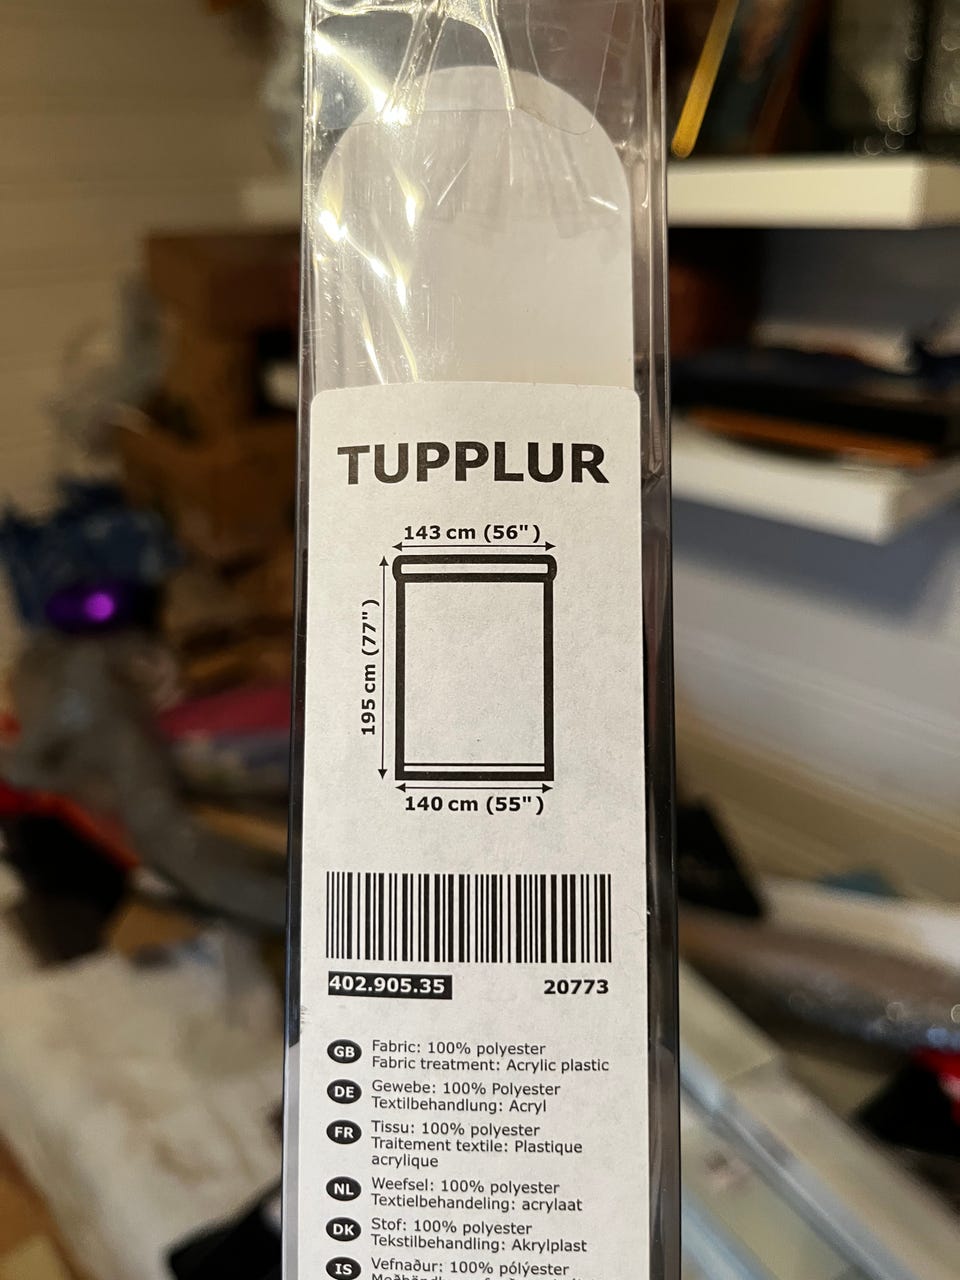 TUPPLUR
143 cm (56")
195 cm (77")
140 cm (55")
402.905.35 20773
GB Fabric: 100% polyester
Fabric treatment: Acrylic plastic
DE Gewebe: 100% Polyester
Textilbehandlung: Acryl
FR Tissu: 100% polyester
Traitement textile: Plastique
acrylique
NL Weefsel: 100% polyester
Textielbehandeling: acrylaat
DK Stof: 100% polyester
Tekstilbehandling: Akrylplast
IS Vefnaður: 100% pólýester